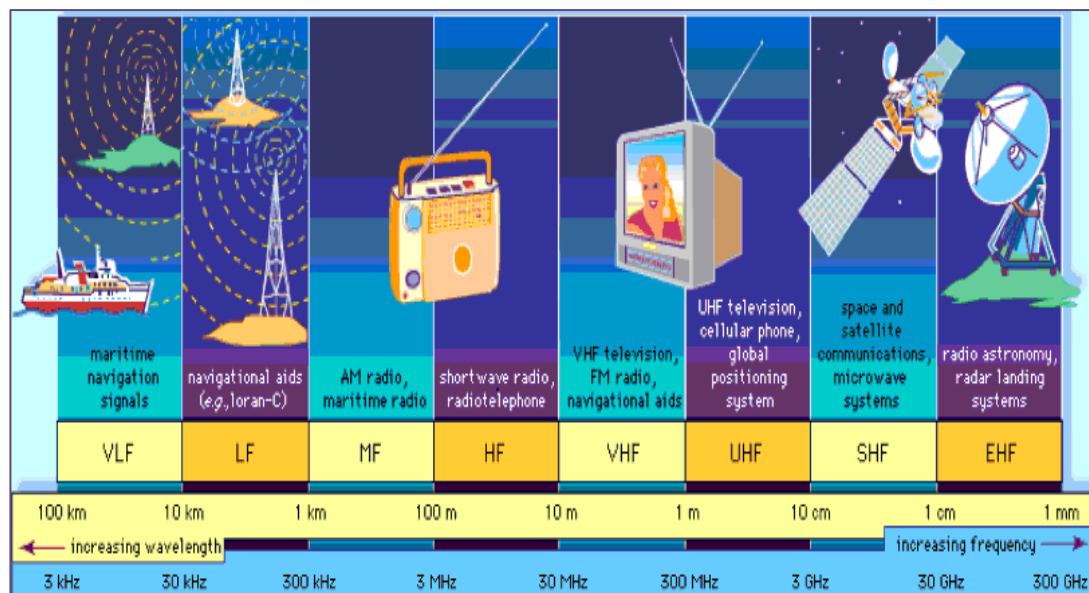 maritime
navigation
signals
navigational aids
(e.g., loran-C)
AM radio,
maritime radio
shortwave radio,
radiotelephone
VHF television,
FM radio,
navigational aids
UHF television,
cellular phone,
global
positioning
system
space and
satellite
communications,
microwave
systems
radio astronomy,
radar landing
systems
VLF LF MF HF VHF UHF SHF EHF
100 km 10 km 1 km 100 m 10 m 1 m 10 cm 1 cm 1 mm
increasing wavelength increasing frequency
3 kHz 30 kHz 300 kHz 3 MHz 30 MHz 300 MHz 3 GHz 30 GHz 300 GHz